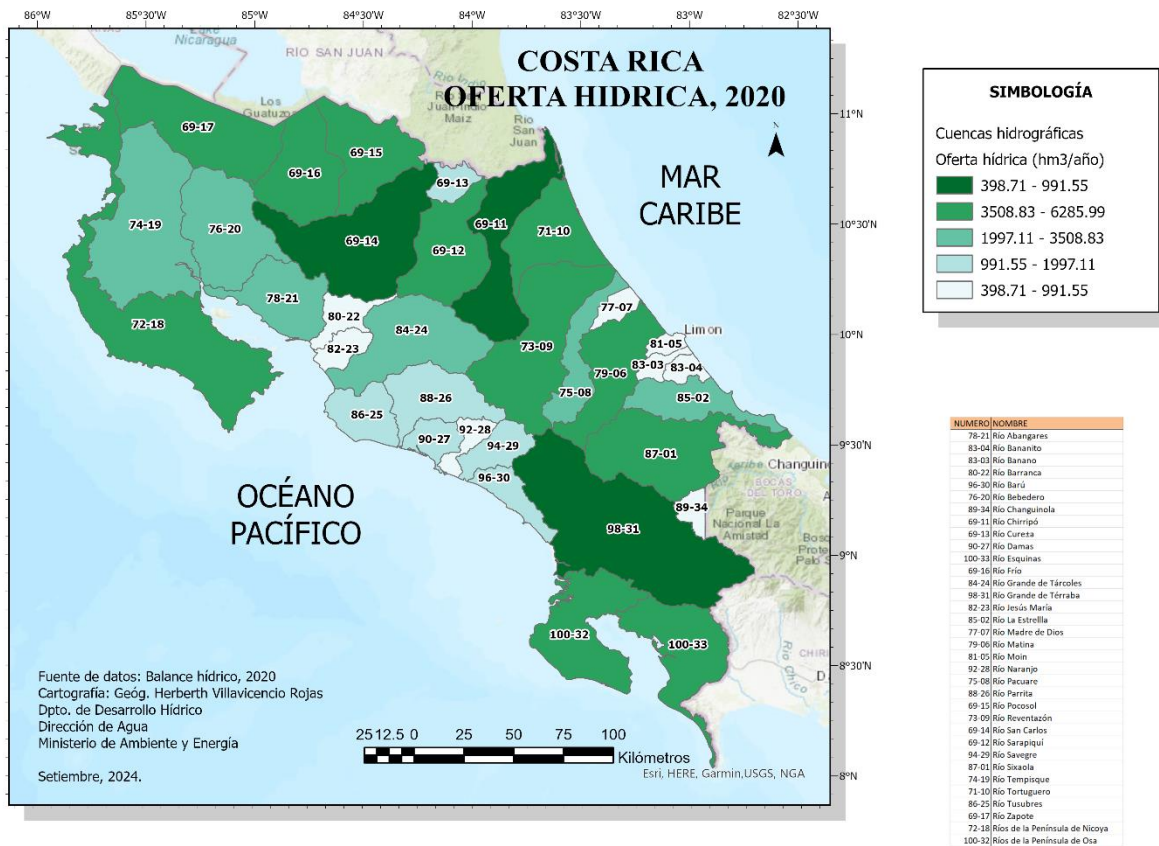 86°W
85°30'W
85°W
84°30'W
84°W
83°30'W
83°W
82°30'W
Lake
Nicaragua
RÍO SAN JUAN
COSTA RICA
OFERTA HIDRICA, 2020
Los
Guatuzo
Río Indio
Maíz
Rio
San
Juan
N
MAR
CARIBE
11°N
10°30'N
10°N
9°30'N
9°N
8°30'N
8°N
69-17
69-16
69-15
69-13
69-11
69-14
69-12
71-10
74-19
76-20
78-21
72-18
80-22
82-23
84-24
73-09
77-07
Limon
81-05
83-03
83-04
79-06
75-08
85-02
86-25
88-26
90-27
92-28
94-29
96-30
87-01
89-34
98-31
100-32
100-33
Changuin
BOCAS
DEL TORO
Parque
Nacional La
Amistad
Bosq
Prote
Palo S
CHIRI
Río Chico
D
OCÉANO
PACÍFICO
Fuente de datos: Balance hídrico, 2020
Cartografía: Geóg. Herberth Villavicencio Rojas
Dpto. de Desarrollo Hídrico
Dirección de Agua
Ministerio de Ambiente y Energía
Setiembre, 2024.
25 12.5 0 25 50 75 100
Kilómetros
Esri, HERE, Garmin,USGS, NGA
SIMBOLOGÍA
Cuencas hidrográficas
Oferta hídrica (hm3/año)
398.71 - 991.55
3508.83 - 6285.99
1997.11 - 3508.83
991.55 - 1997.11
398.71 - 991.55
NUMERO NOMBRE
78-21 Río Abangares
83-04 Río Bananito
83-03 Río Banano
80-22 Río Barranca
96-30 Río Barú
76-20 Río Bebedero
89-34 Río Changuinola
69-11 Río Chirripó
69-13 Río Cureña
90-27 Río Damas
100-33 Río Esquinas
69-16 Río Frío
84-24 Río Grande de Tárcoles
98-31 Río Grande de Térraba
82-23 Río Jesús María
85-02 Río La Estrellla
77-07 Río Madre de Dios
79-06 Río Matina
81-05 Río Moin
92-28 Río Naranjo
75-08 Río Pacuare
88-26 Río Parrita
69-15 Río Pocosol
73-09 Río Reventazón
69-14 Río San Carlos
69-12 Río Sarapiquí
94-29 Río Savegre
87-01 Río Sixaola
74-19 Río Tempisque
71-10 Río Tortuguero
86-25 Río Tusubres
69-17 Río Zapote
72-18 Ríos de la Península de Nicoya
100-32 Ríos de la Península de Osa